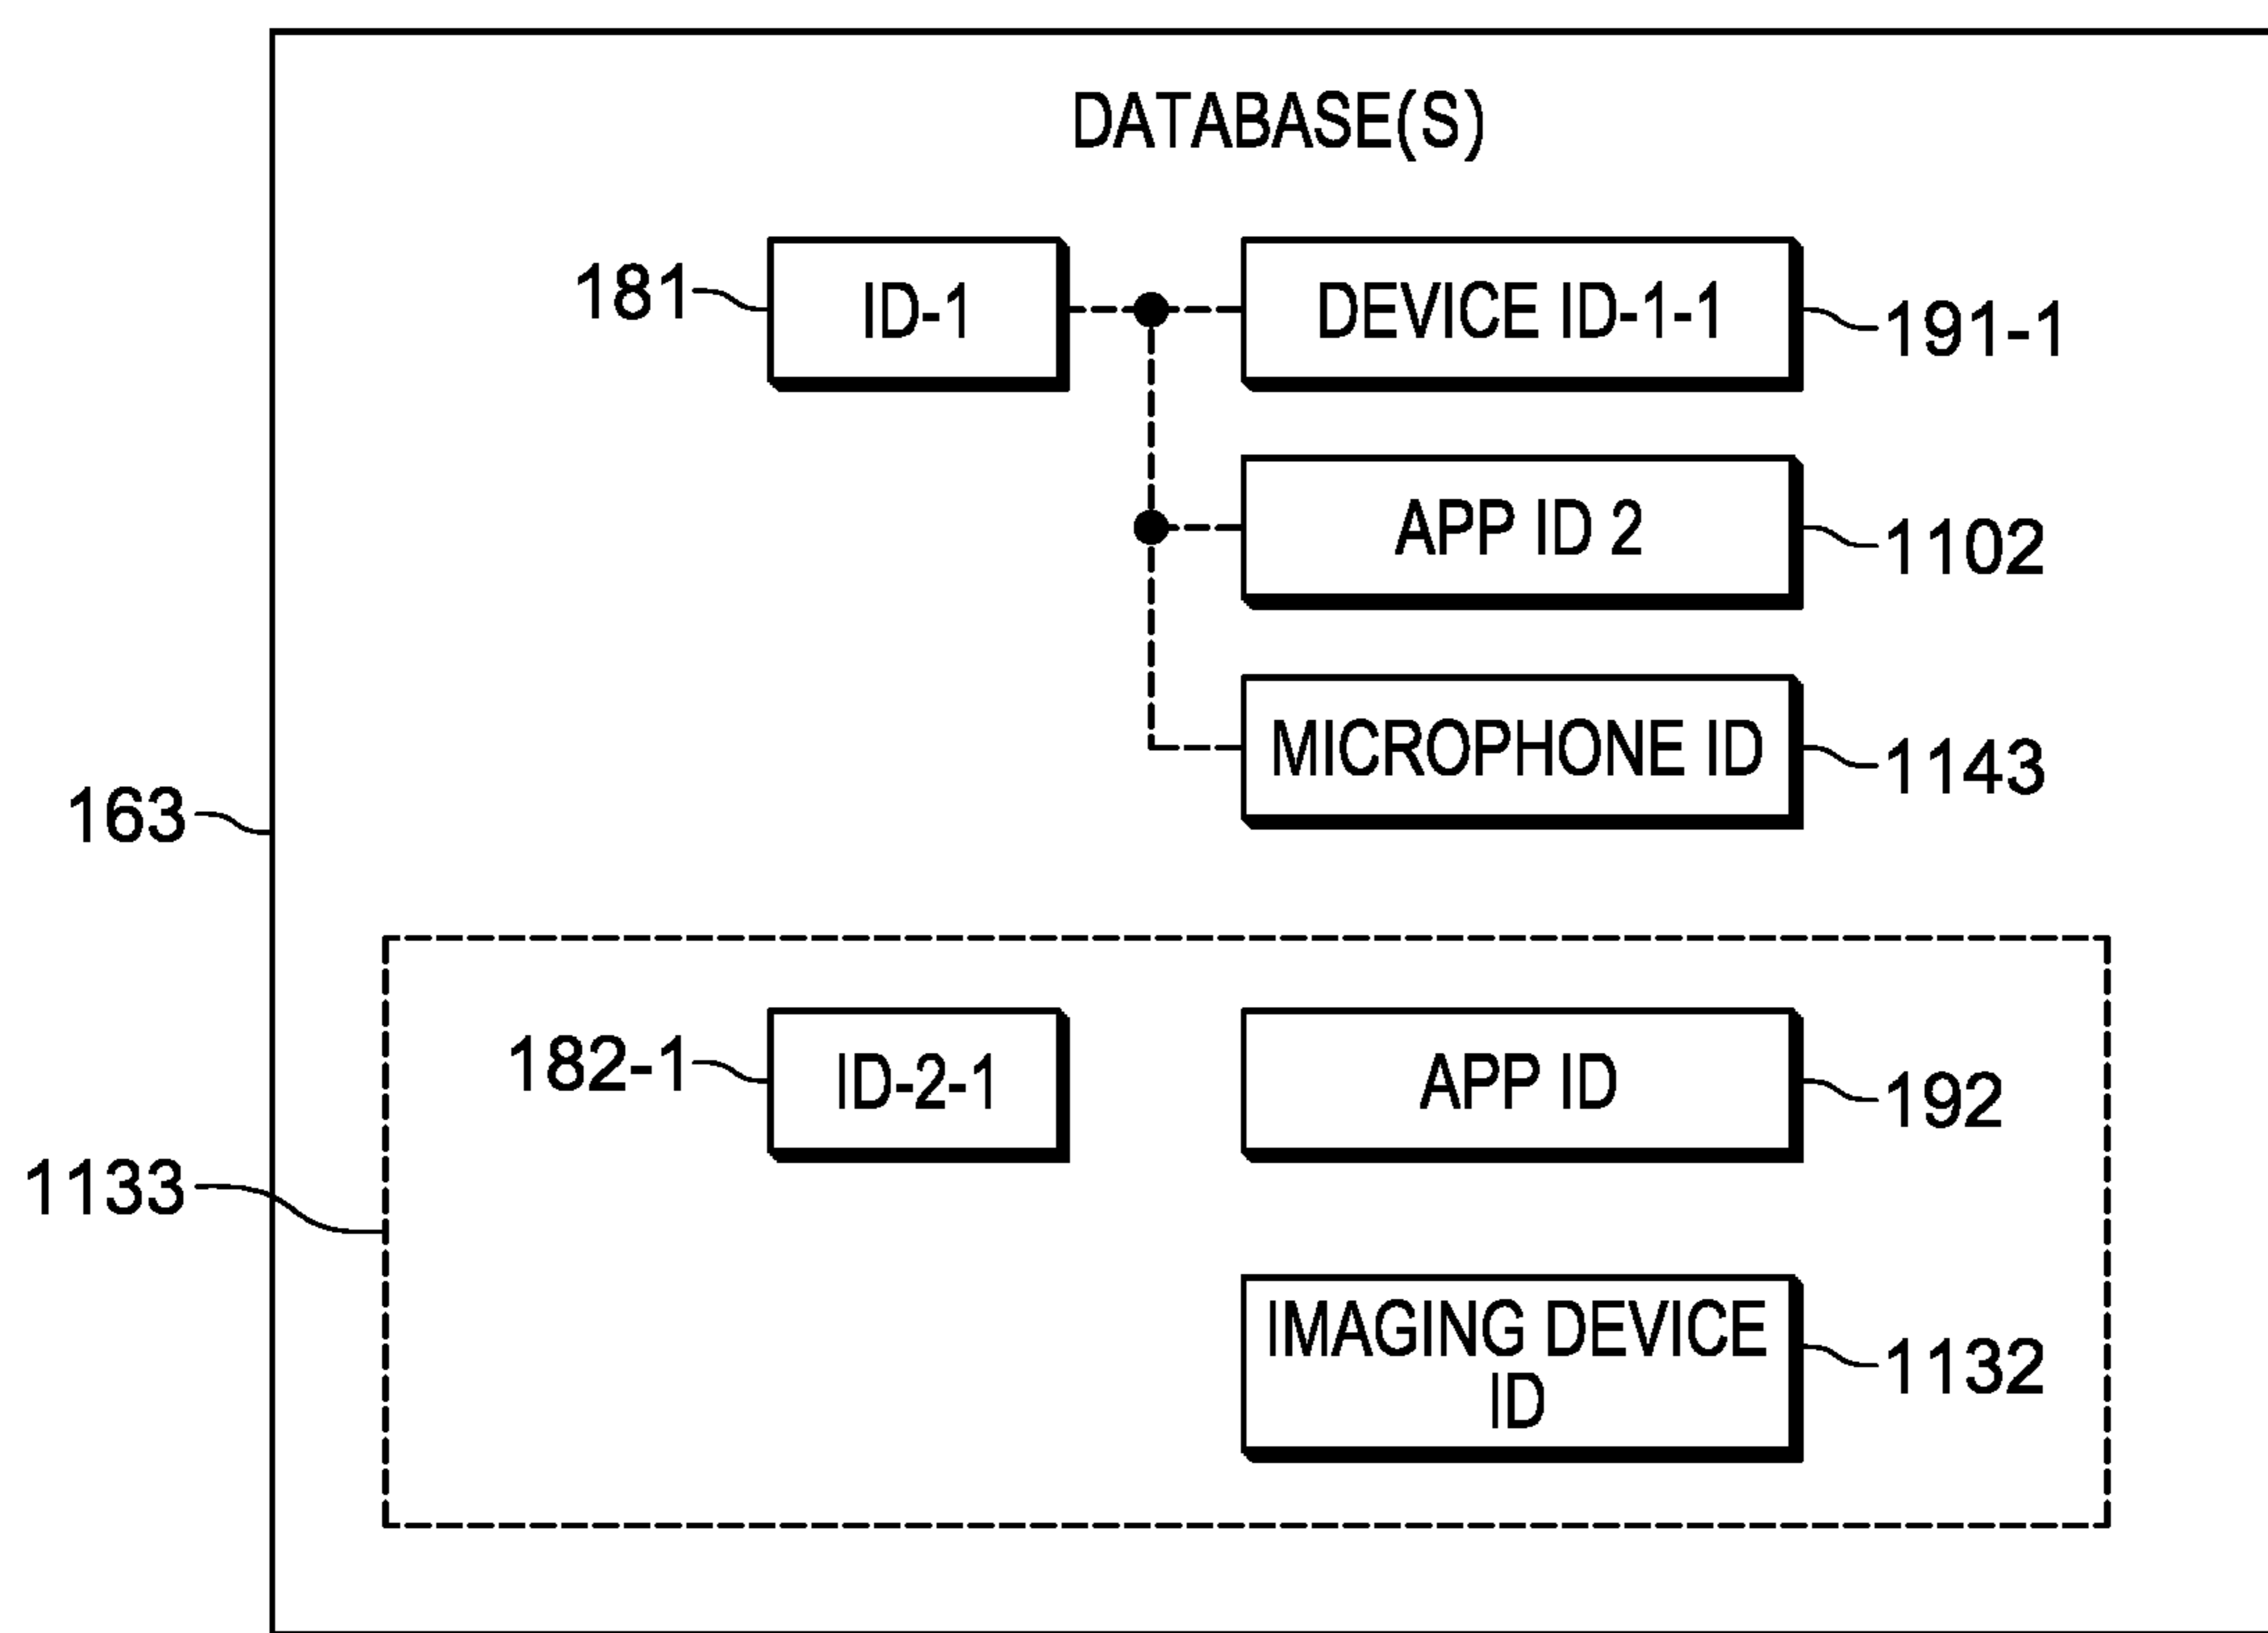 DATABASE(S)
181
ID-1
DEVICE ID-1-1
191-1
APP ID 2
1102
MICROPHONE ID
1143
163
182-1
ID-2-1
APP ID
192
1133
IMAGING DEVICE
ID
1132